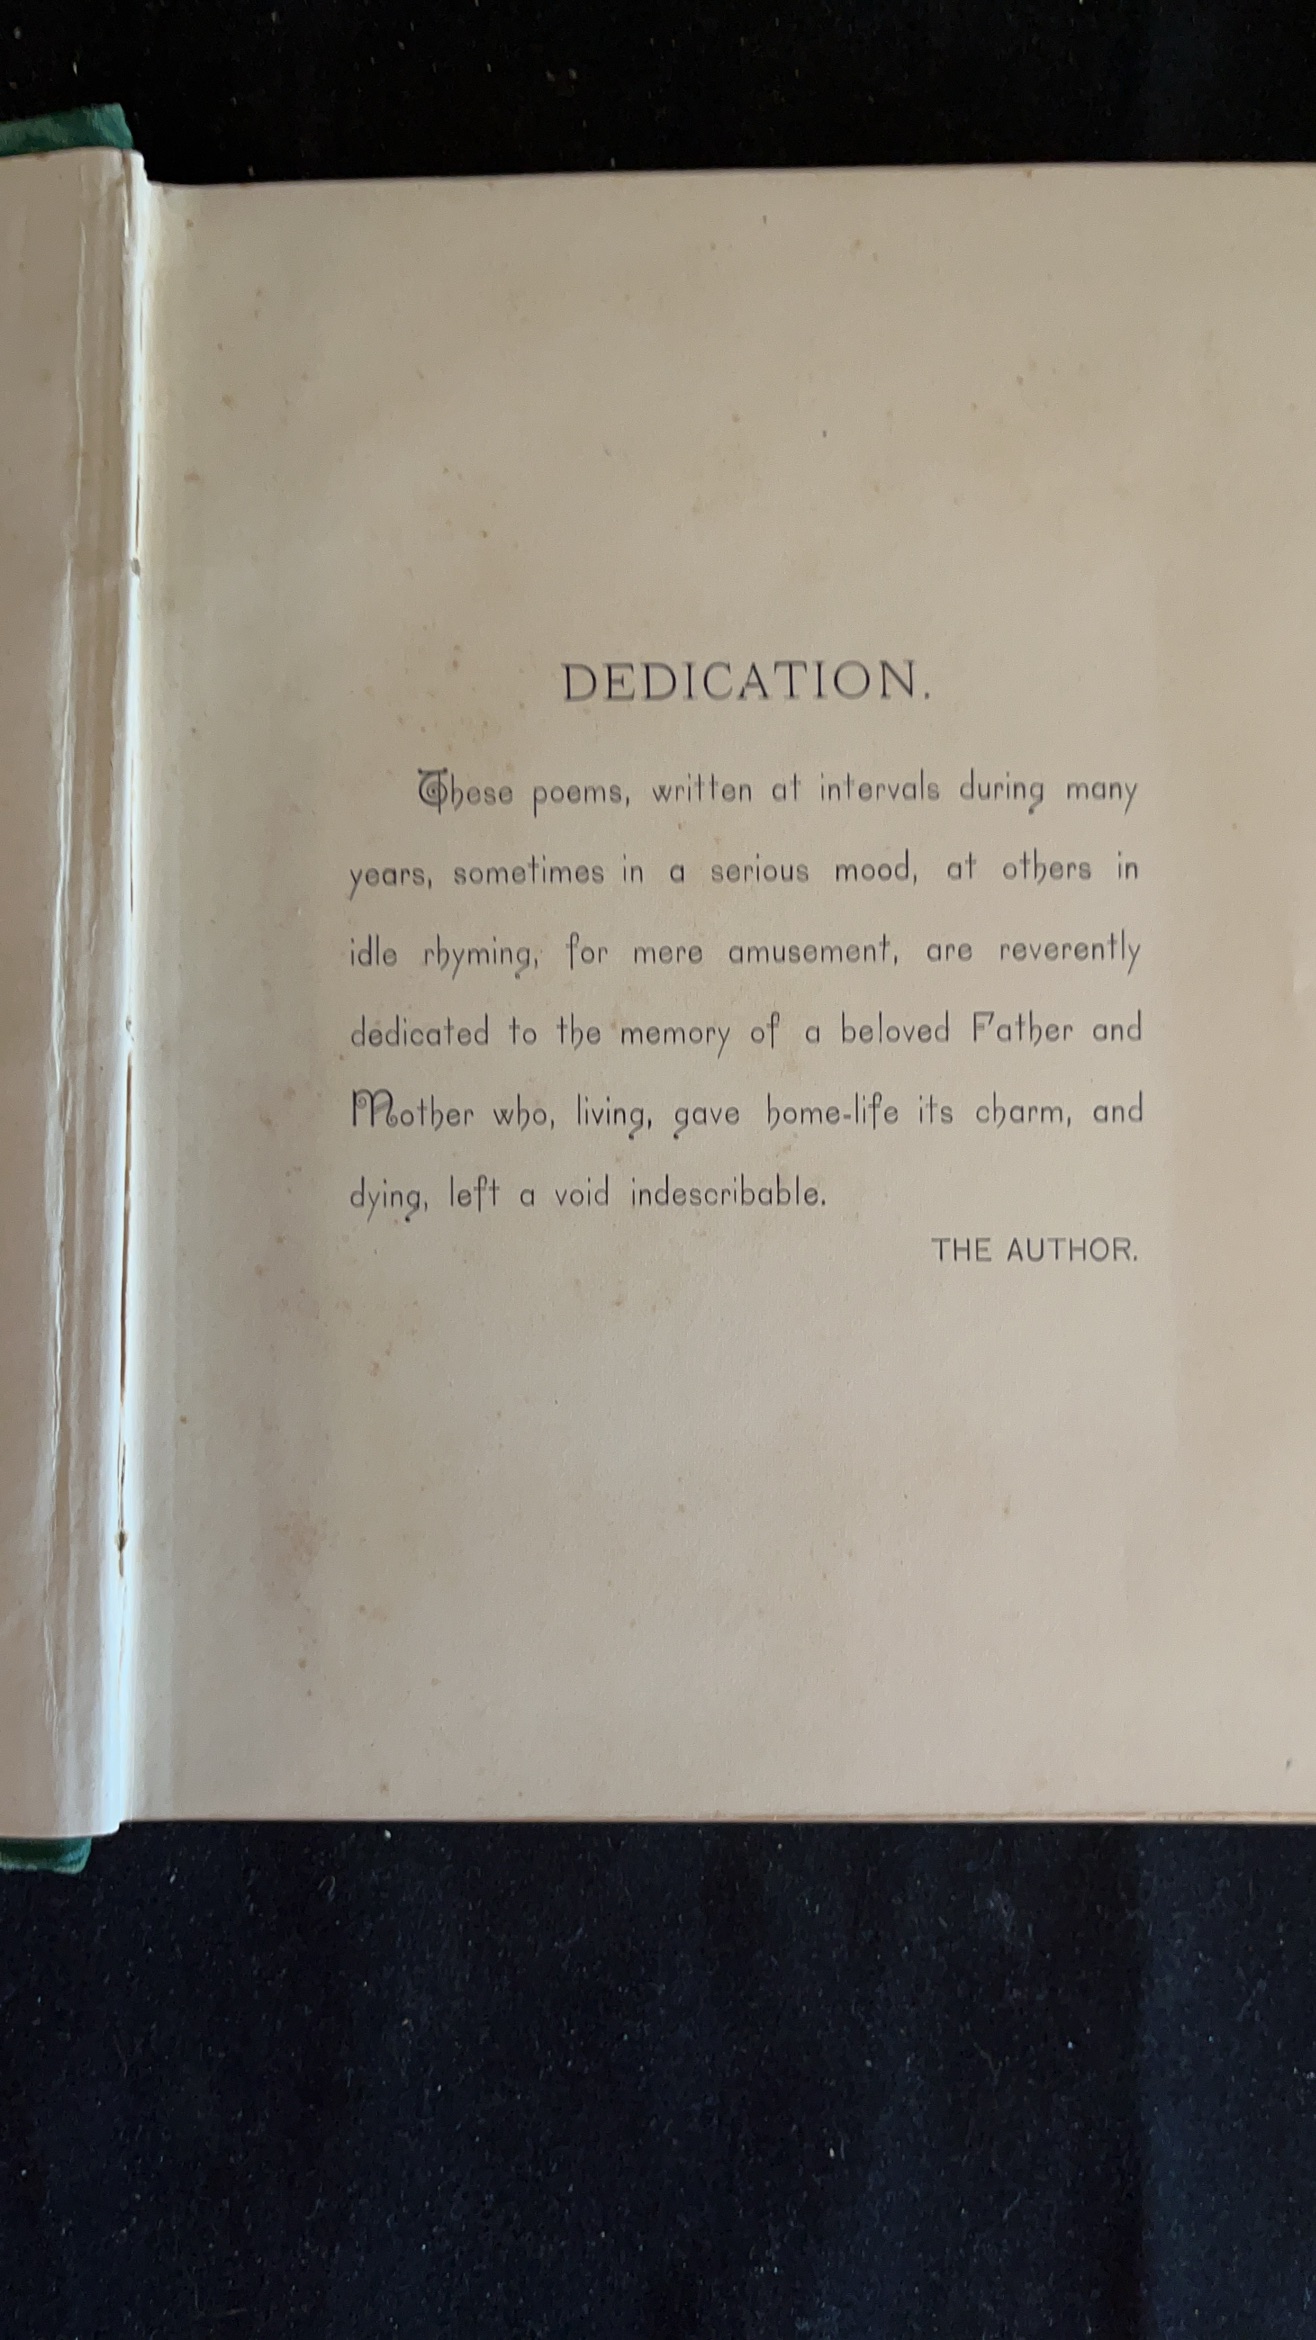 DEDICATION.
These poems, written at intervals during many
years, sometimes in a serious mood, at others in
idle rhyming, for mere amusement, are reverently
dedicated to the memory of a beloved Father and
Mother who, living, gave home-life its charm, and
dying, left a void indescribable.
THE AUTHOR.